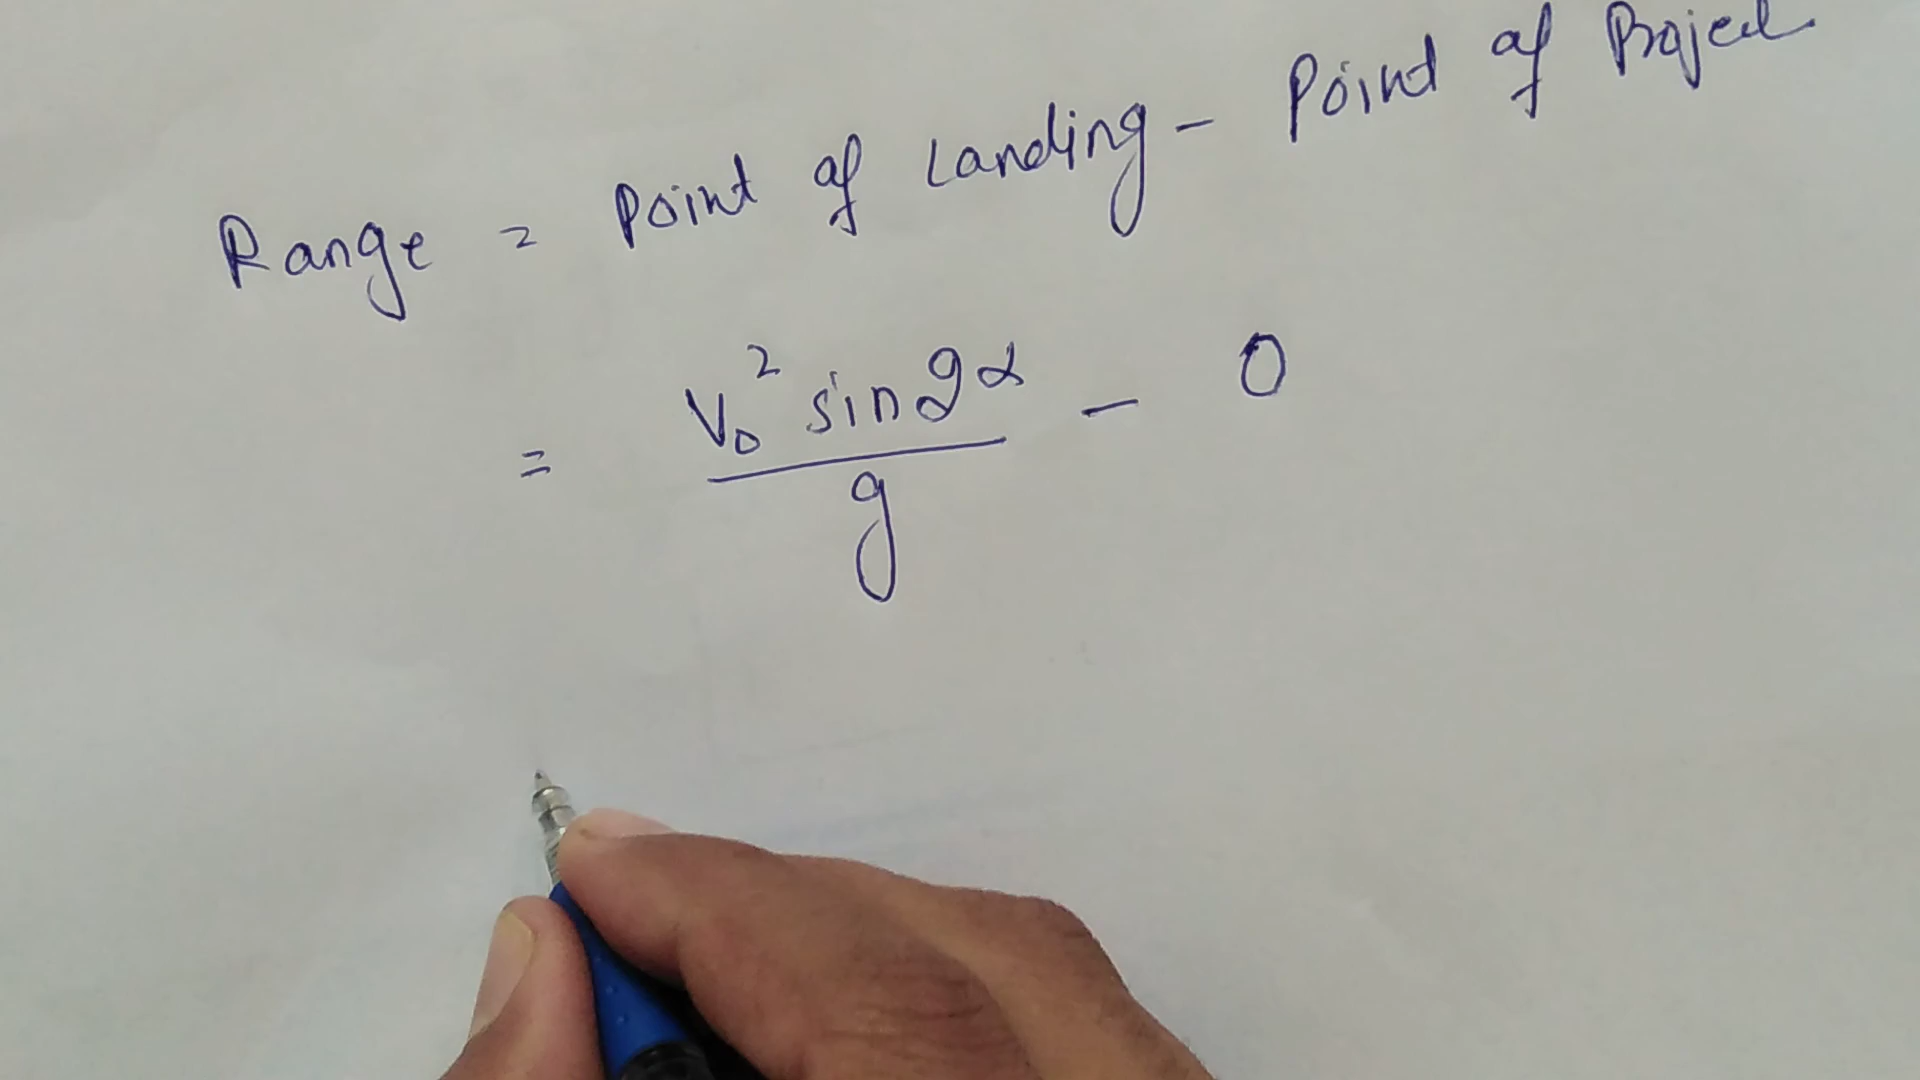 Range = Point of Landing - Point of Project
= V₀² sin2α / g - 0